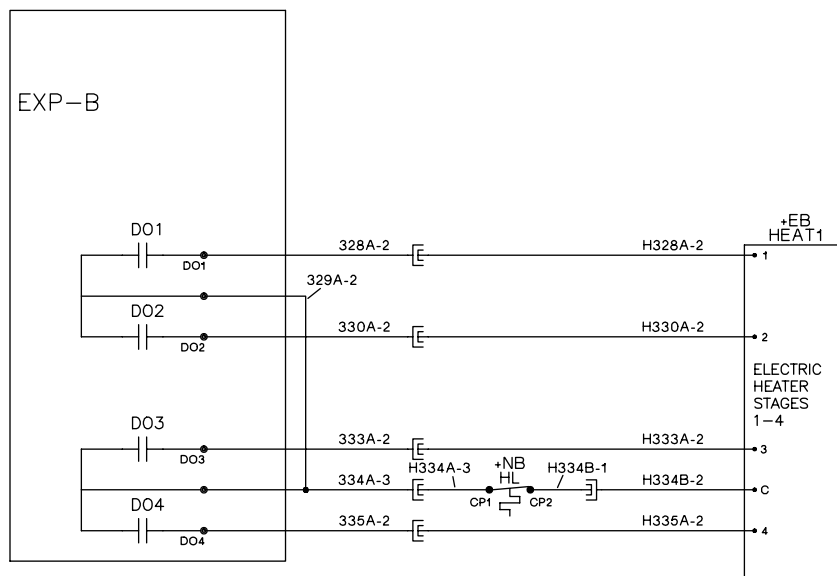 EXP-B
+EB
HEAT1
DO1
328A-2
H328A-2
1
DO1
329A-2
DO2
330A-2
H330A-2
2
DO2
ELECTRIC
HEATER
STAGES
1-4
DO3
333A-2
H333A-2
3
DO3
H334A-3
+NB
HL
H334B-1
334A-3
H334B-2
C
CP1
CP2
DO4
335A-2
H335A-2
4
DO4